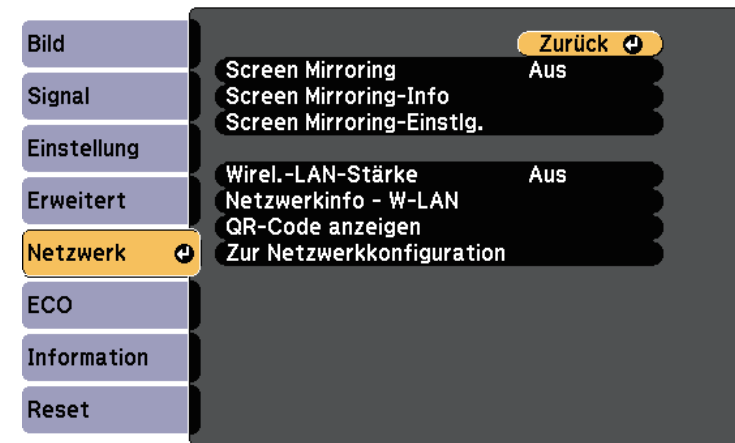 Bild
Signal
Einstellung
Erweitert
Netzwerk
ECO
Information
Reset
Zurück
Screen Mirroring Aus
Screen Mirroring-Info
Screen Mirroring-Einstlg.
Wirel.-LAN-Stärke Aus
Netzwerkinfo - W-LAN
QR-Code anzeigen
Zur Netzwerkkonfiguration